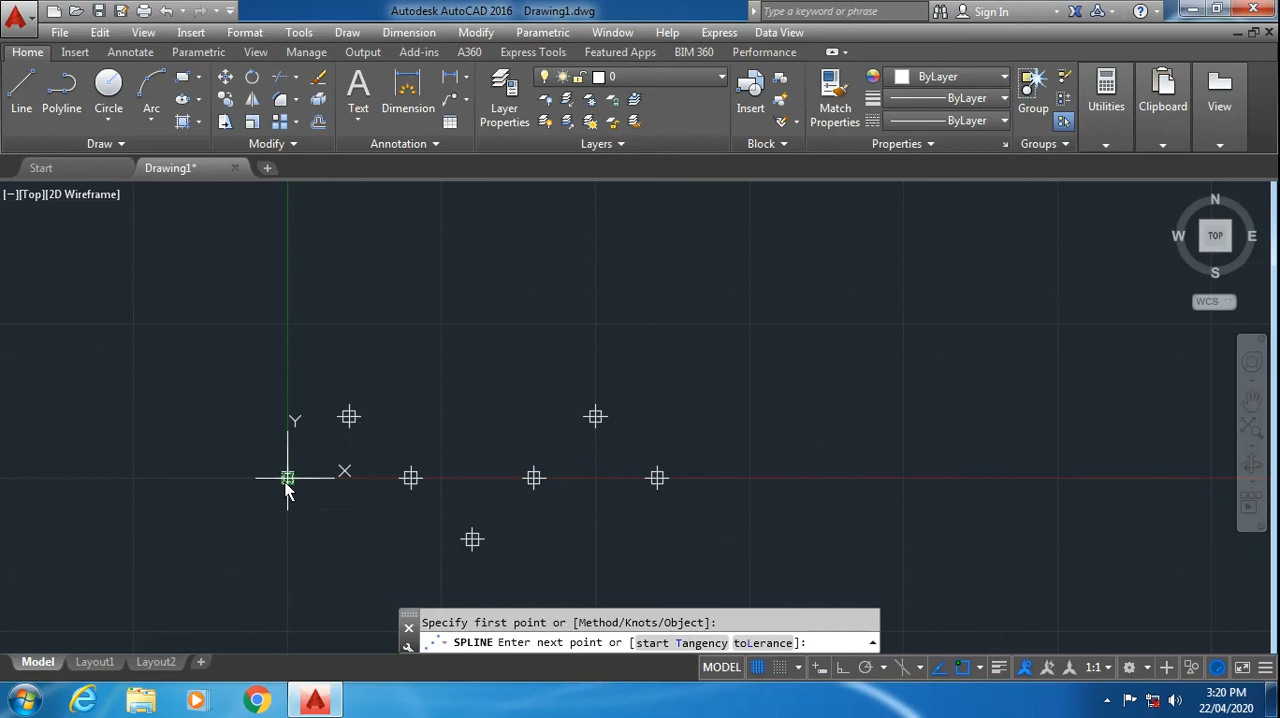 Autodesk AutoCAD 2016 Drawing1.dwg
Type a keyword or phrase
Sign In
File Edit View Insert Format Tools Draw Dimension Modify Parametric Window Help Express Data View
Home Insert Annotate Parametric View Manage Output Add-ins A360 Express Tools Featured Apps BIM 360 Performance
0
ByLayer
Line Polyline Circle Arc
Text Dimension
Layer
Properties
Insert
Match
Properties
ByLayer
ByLayer
Group
Utilities
Clipboard
View
Draw Modify Annotation Layers Block Properties Groups
Start Drawing1*
[−][Top][2D Wireframe]
N
W TOP E
S
WCS
Y
X
Specify first point or [Method/Knots/Object]:
SPLINE Enter next point or [start Tangency toLerance]:
Model Layout1 Layout2
MODEL
1:1
3:20 PM
22/04/2020